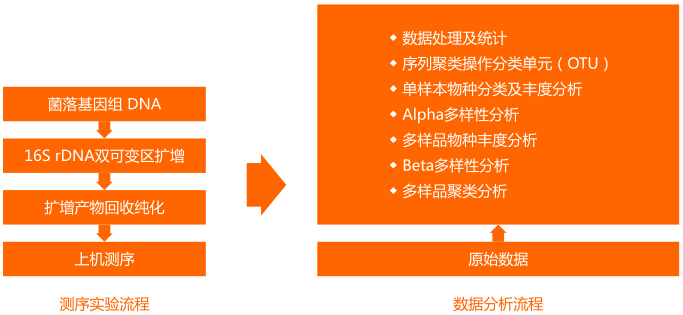 菌落基因组 DNA
16S rDNA双可变区扩增
扩增产物回收纯化
上机测序
测序实验流程
数据处理及统计
序列聚类操作分类单元（OTU）
单样本物种分类及丰度分析
Alpha多样性分析
多样品物种丰度分析
Beta多样性分析
多样品聚类分析
原始数据
数据分析流程